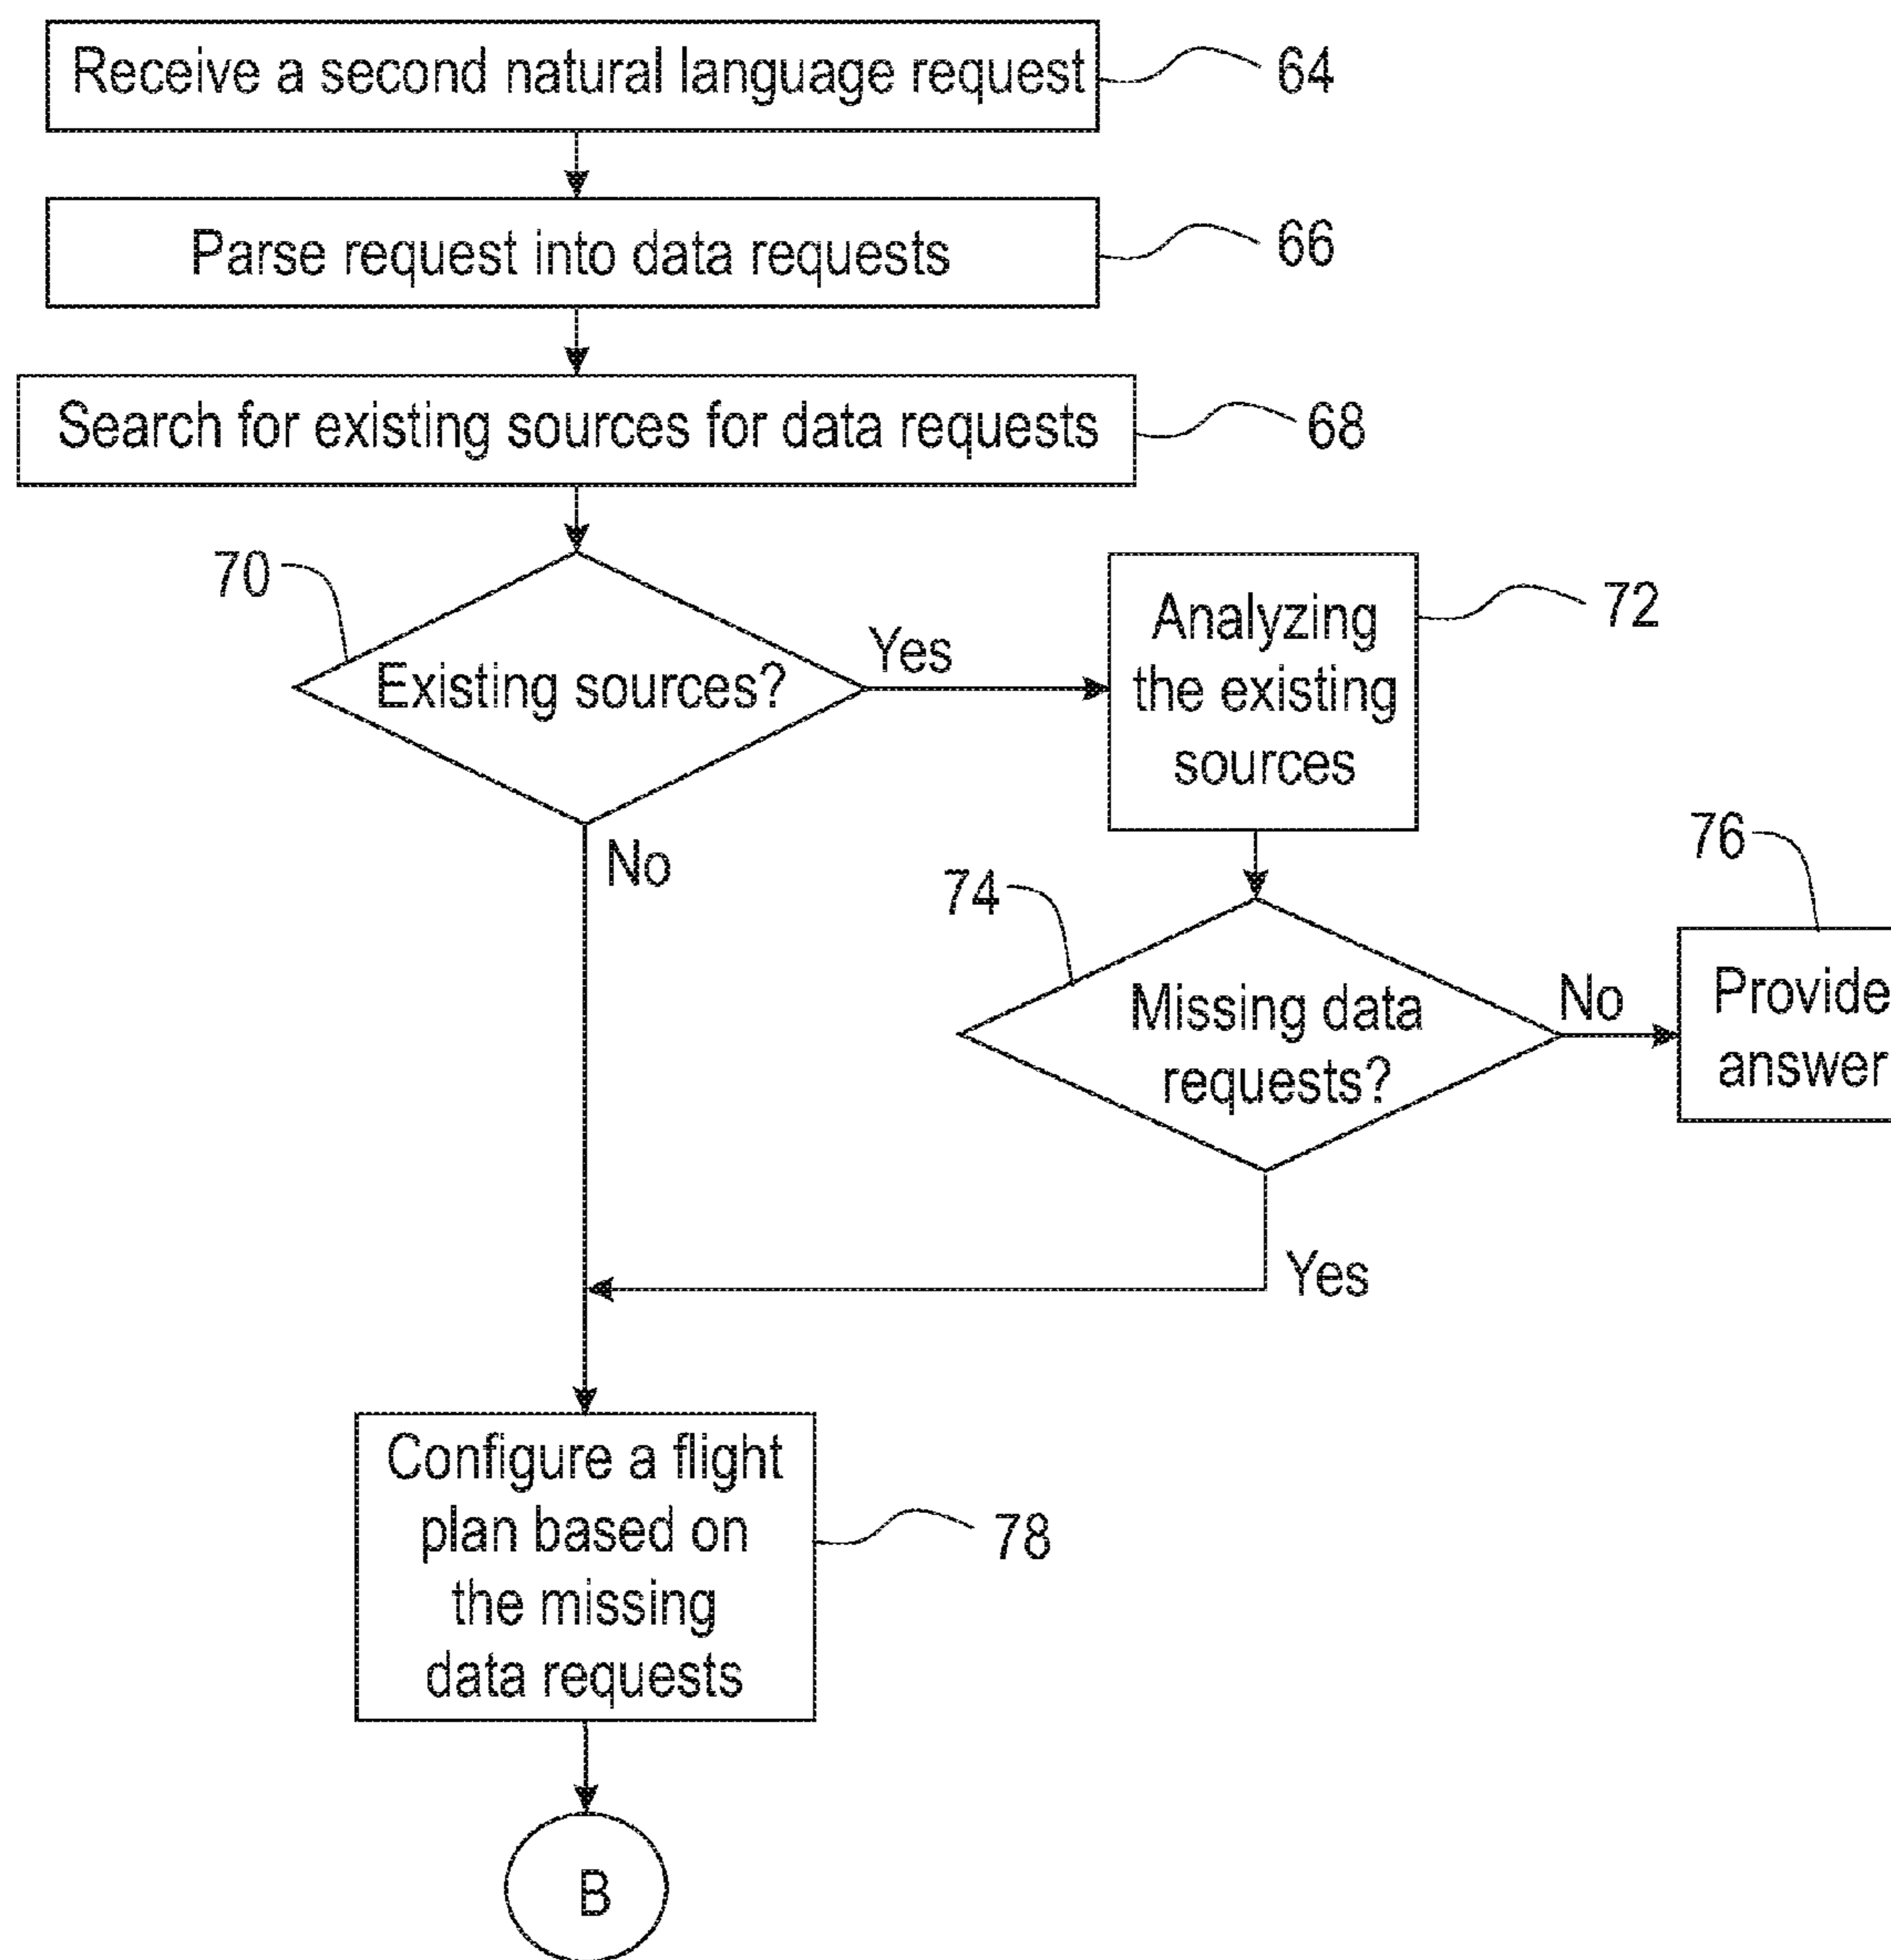 Receive a second natural language request
64
Parse request into data requests
66
Search for existing sources for data requests
68
70
Existing sources?
Yes
No
Analyzing
the existing
sources
72
74
Missing data
requests?
No
Yes
76
Provide
answer
Configure a flight
plan based on
the missing
data requests
78
B